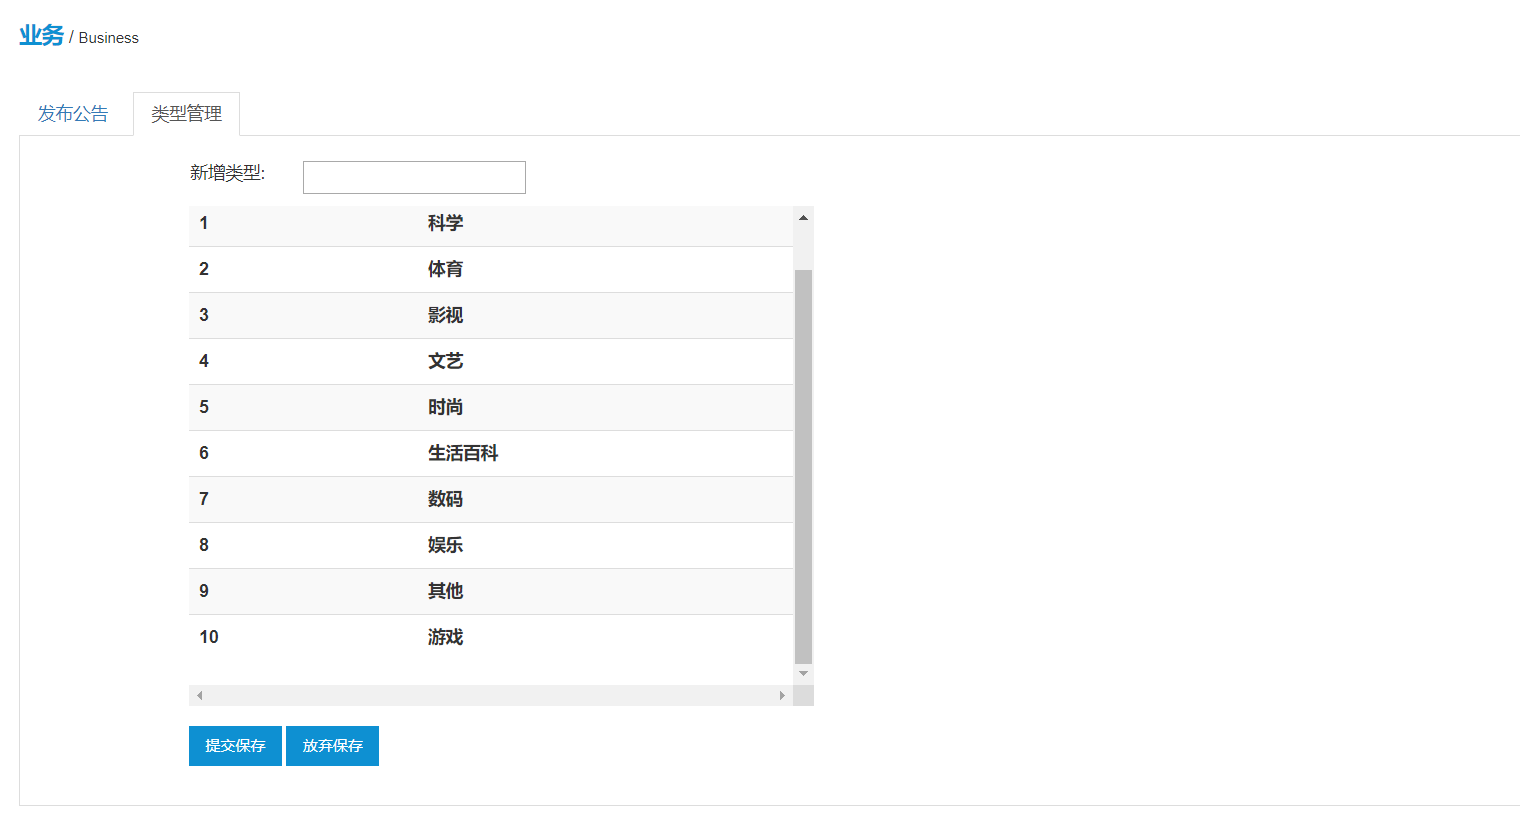 业务 / Business
发布公告 类型管理
新增类型:
1 科学
2 体育
3 影视
4 文艺
5 时尚
6 生活百科
7 数码
8 娱乐
9 其他
10 游戏
提交保存 放弃保存